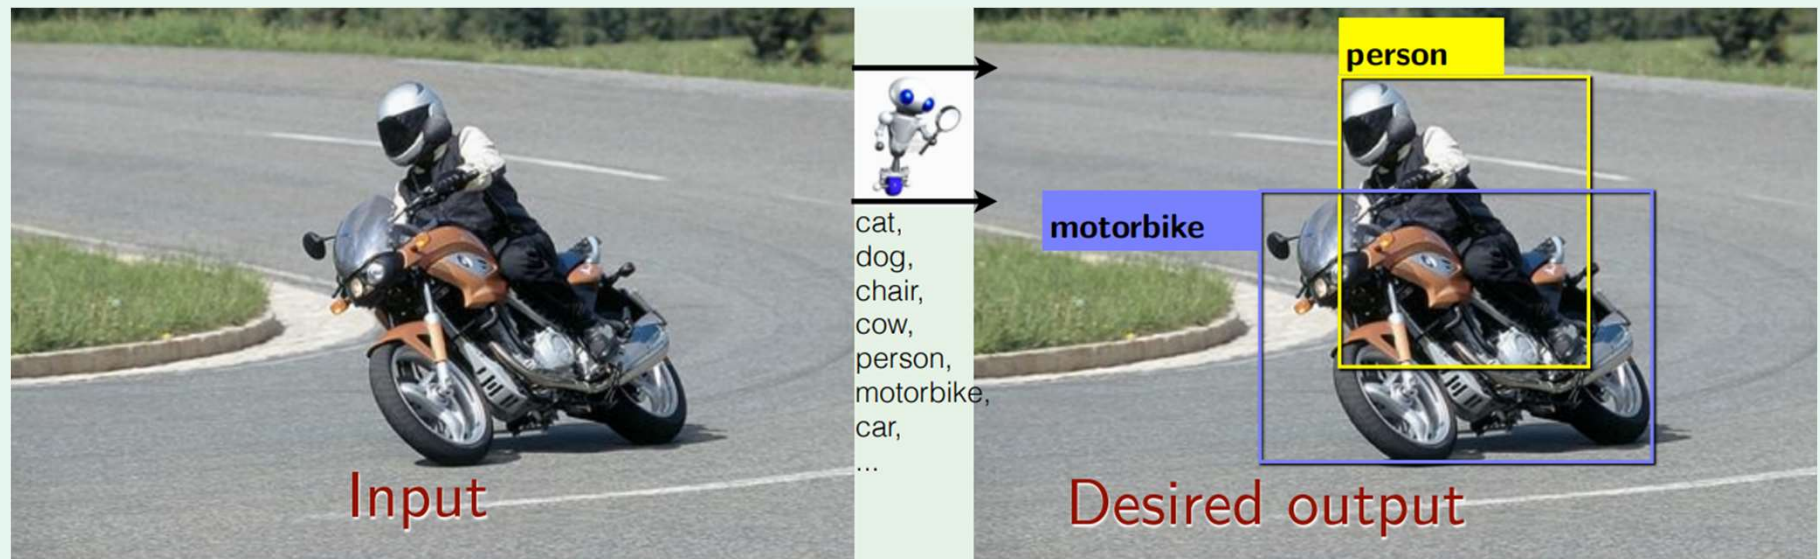 Input
cat,
dog,
chair,
cow,
person,
motorbike,
car,
...
person
motorbike
Desired output